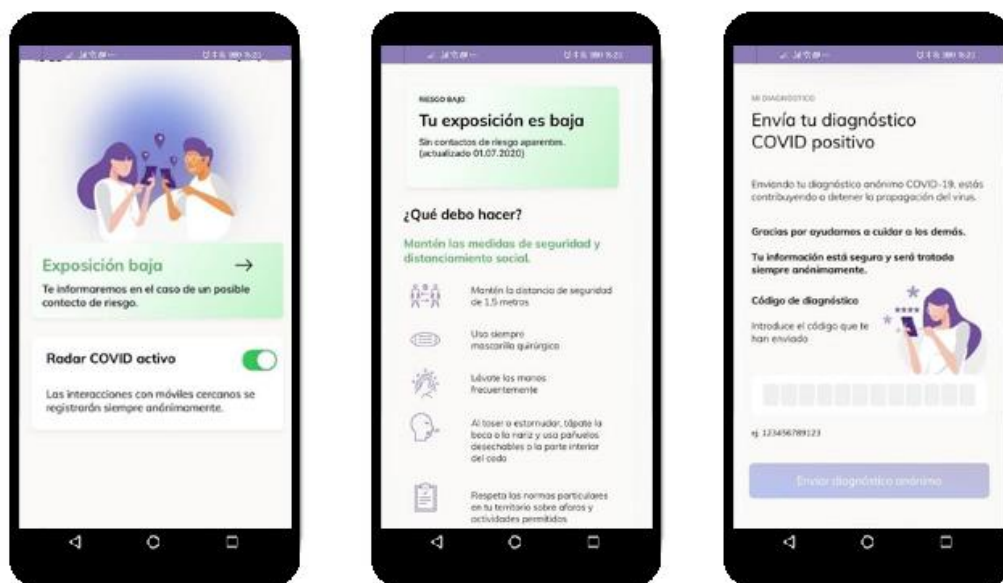 Exposición baja →
Te informaremos en el caso de un posible
contacto de riesgo.
Radar COVID activo
Las interacciones con móviles cercanos se
registrarán siempre anónimamente.
RIESGO BAJO
Tu exposición es baja
Sin contactos de riesgo aparentes.
(actualizado 01.07.2020)
¿Qué debo hacer?
Mantén las medidas de seguridad y
distanciamiento social.
Mantén la distancia de seguridad
de 1,5 metros
Usa siempre
mascarilla quirúrgica
Lávate las manos
frecuentemente
Al toser o estornudar, tápate la
boca o la nariz y usa pañuelos
desechables o la parte interior
del codo
Respeta las normas particulares
en tu territorio sobre aforos y
actividades permitidas
MI DIAGNÓSTICO
Envía tu diagnóstico
COVID positivo
Enviando tu diagnóstico anónimo COVID-19, estás
contribuyendo a detener la propagación del virus.
Gracias por ayudarnos a cuidar a los demás.
Tu información está segura y será tratada
siempre anónimamente.
Código de diagnóstico
Introduce el código que te
han enviado
ej. 123456789123
Enviar diagnóstico anónimo